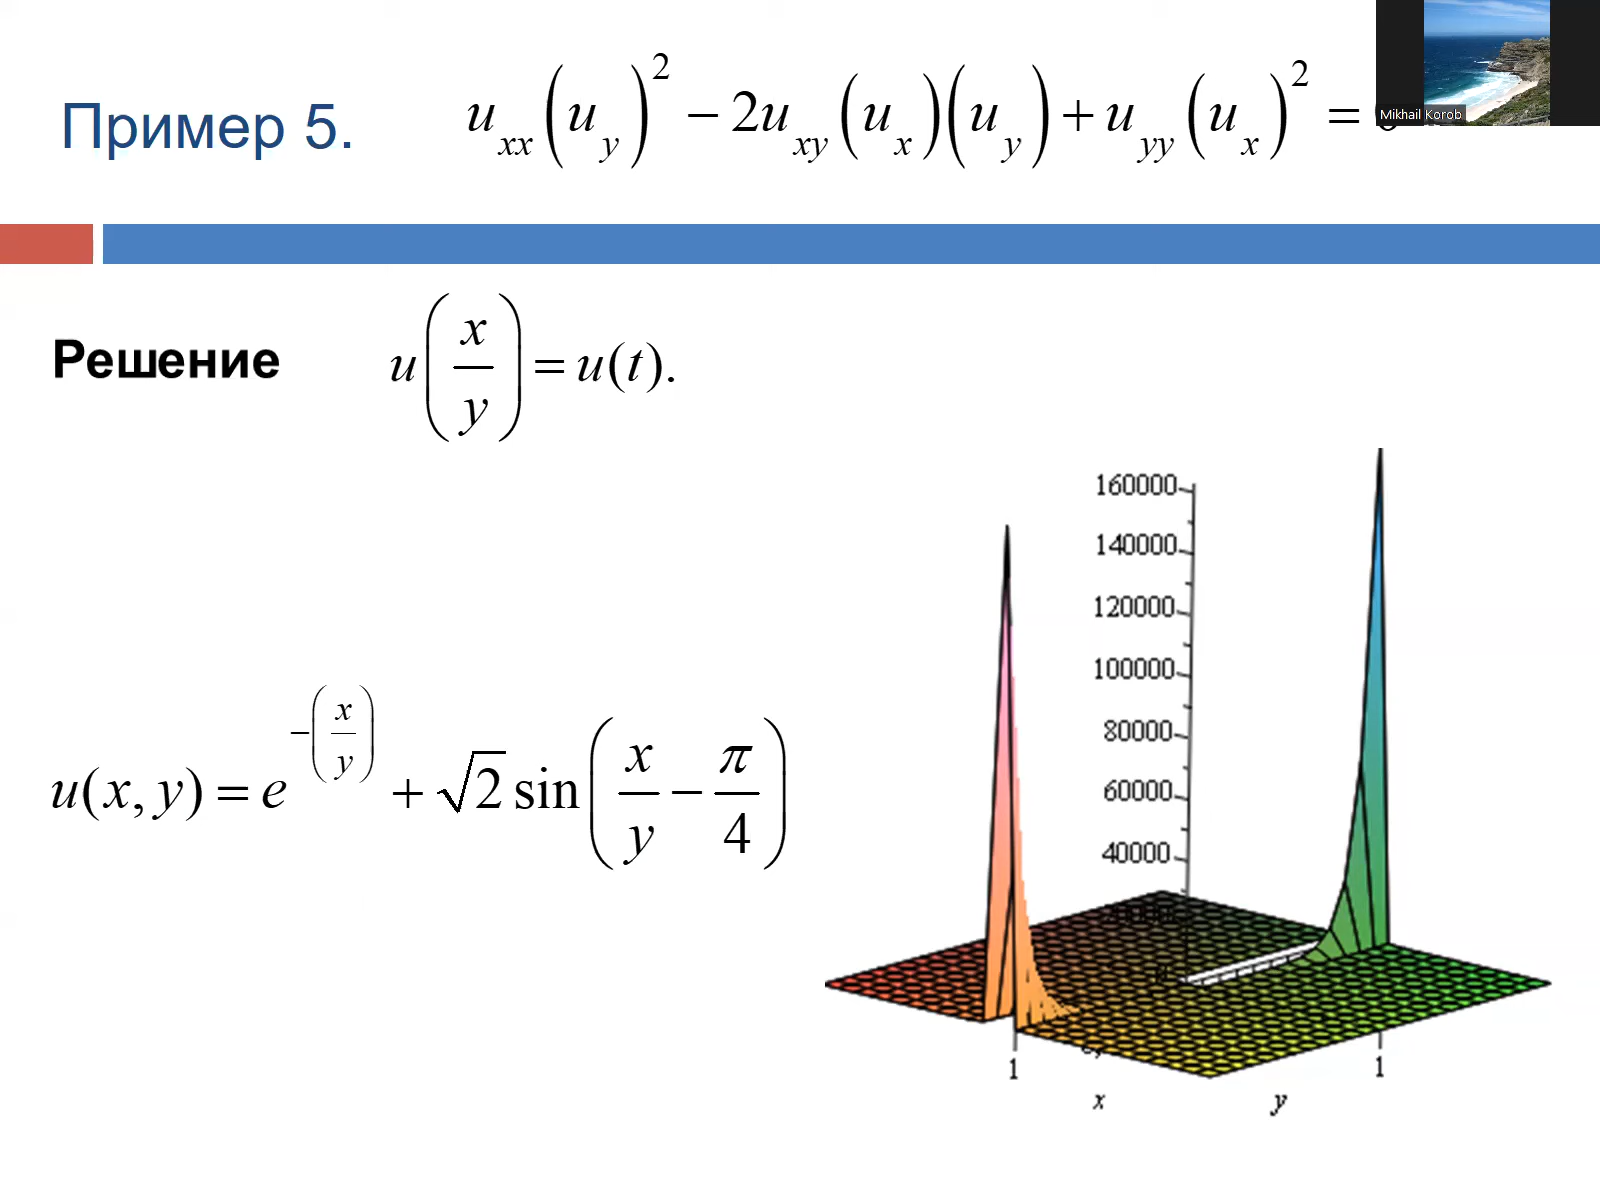 Пример 5. u_xx (u_y)^2 − 2u_xy (u_x)(u_y) + u_yy (u_x)^2 =
Mikhail Korob
Решение u(x/y) = u(t).
u(x, y) = e^{−(x/y)} + √2 sin(x/y − π/4)
160000
140000
120000
100000
80000
60000
40000
1
1
x
y